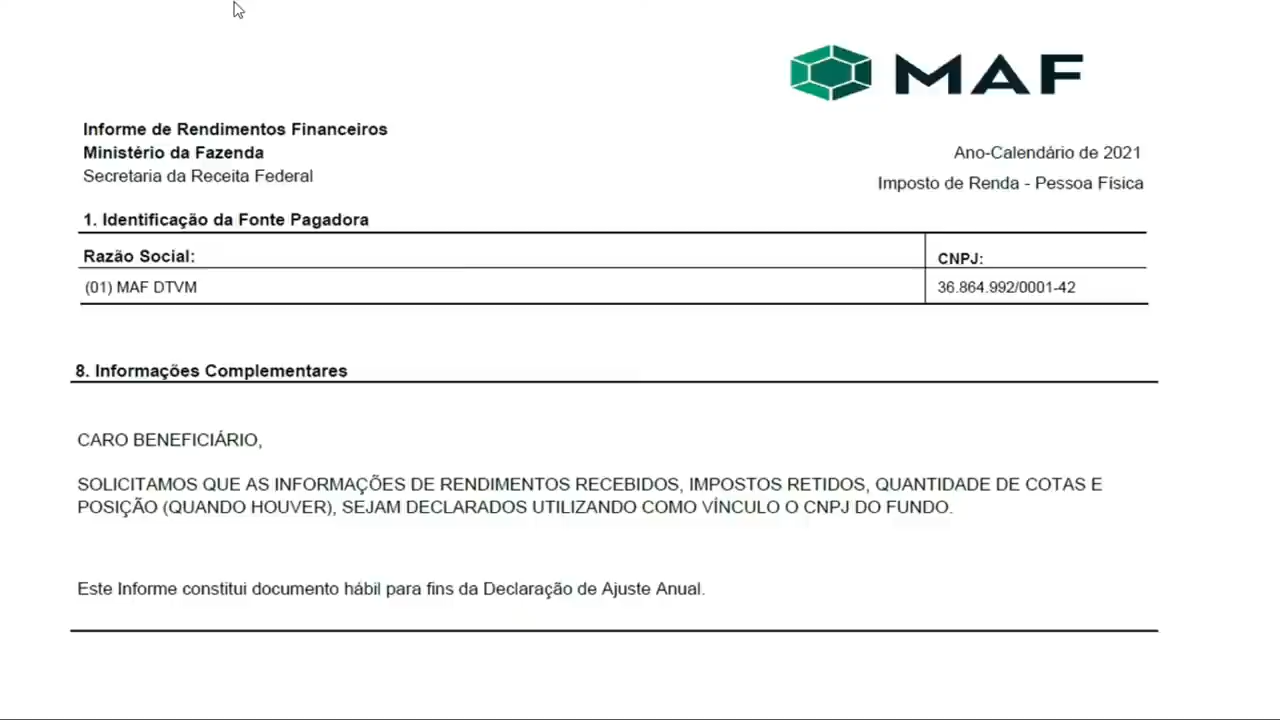 MAF
Informe de Rendimentos Financeiros
Ministério da Fazenda
Ano-Calendário de 2021
Secretaria da Receita Federal
Imposto de Renda - Pessoa Física
1. Identificação da Fonte Pagadora
Razão Social:
CNPJ:
(01) MAF DTVM
36.864.992/0001-42
8. Informações Complementares
CARO BENEFICIÁRIO,
SOLICITAMOS QUE AS INFORMAÇÕES DE RENDIMENTOS RECEBIDOS, IMPOSTOS RETIDOS, QUANTIDADE DE COTAS E
POSIÇÃO (QUANDO HOUVER), SEJAM DECLARADOS UTILIZANDO COMO VÍNCULO O CNPJ DO FUNDO.
Este Informe constitui documento hábil para fins da Declaração de Ajuste Anual.